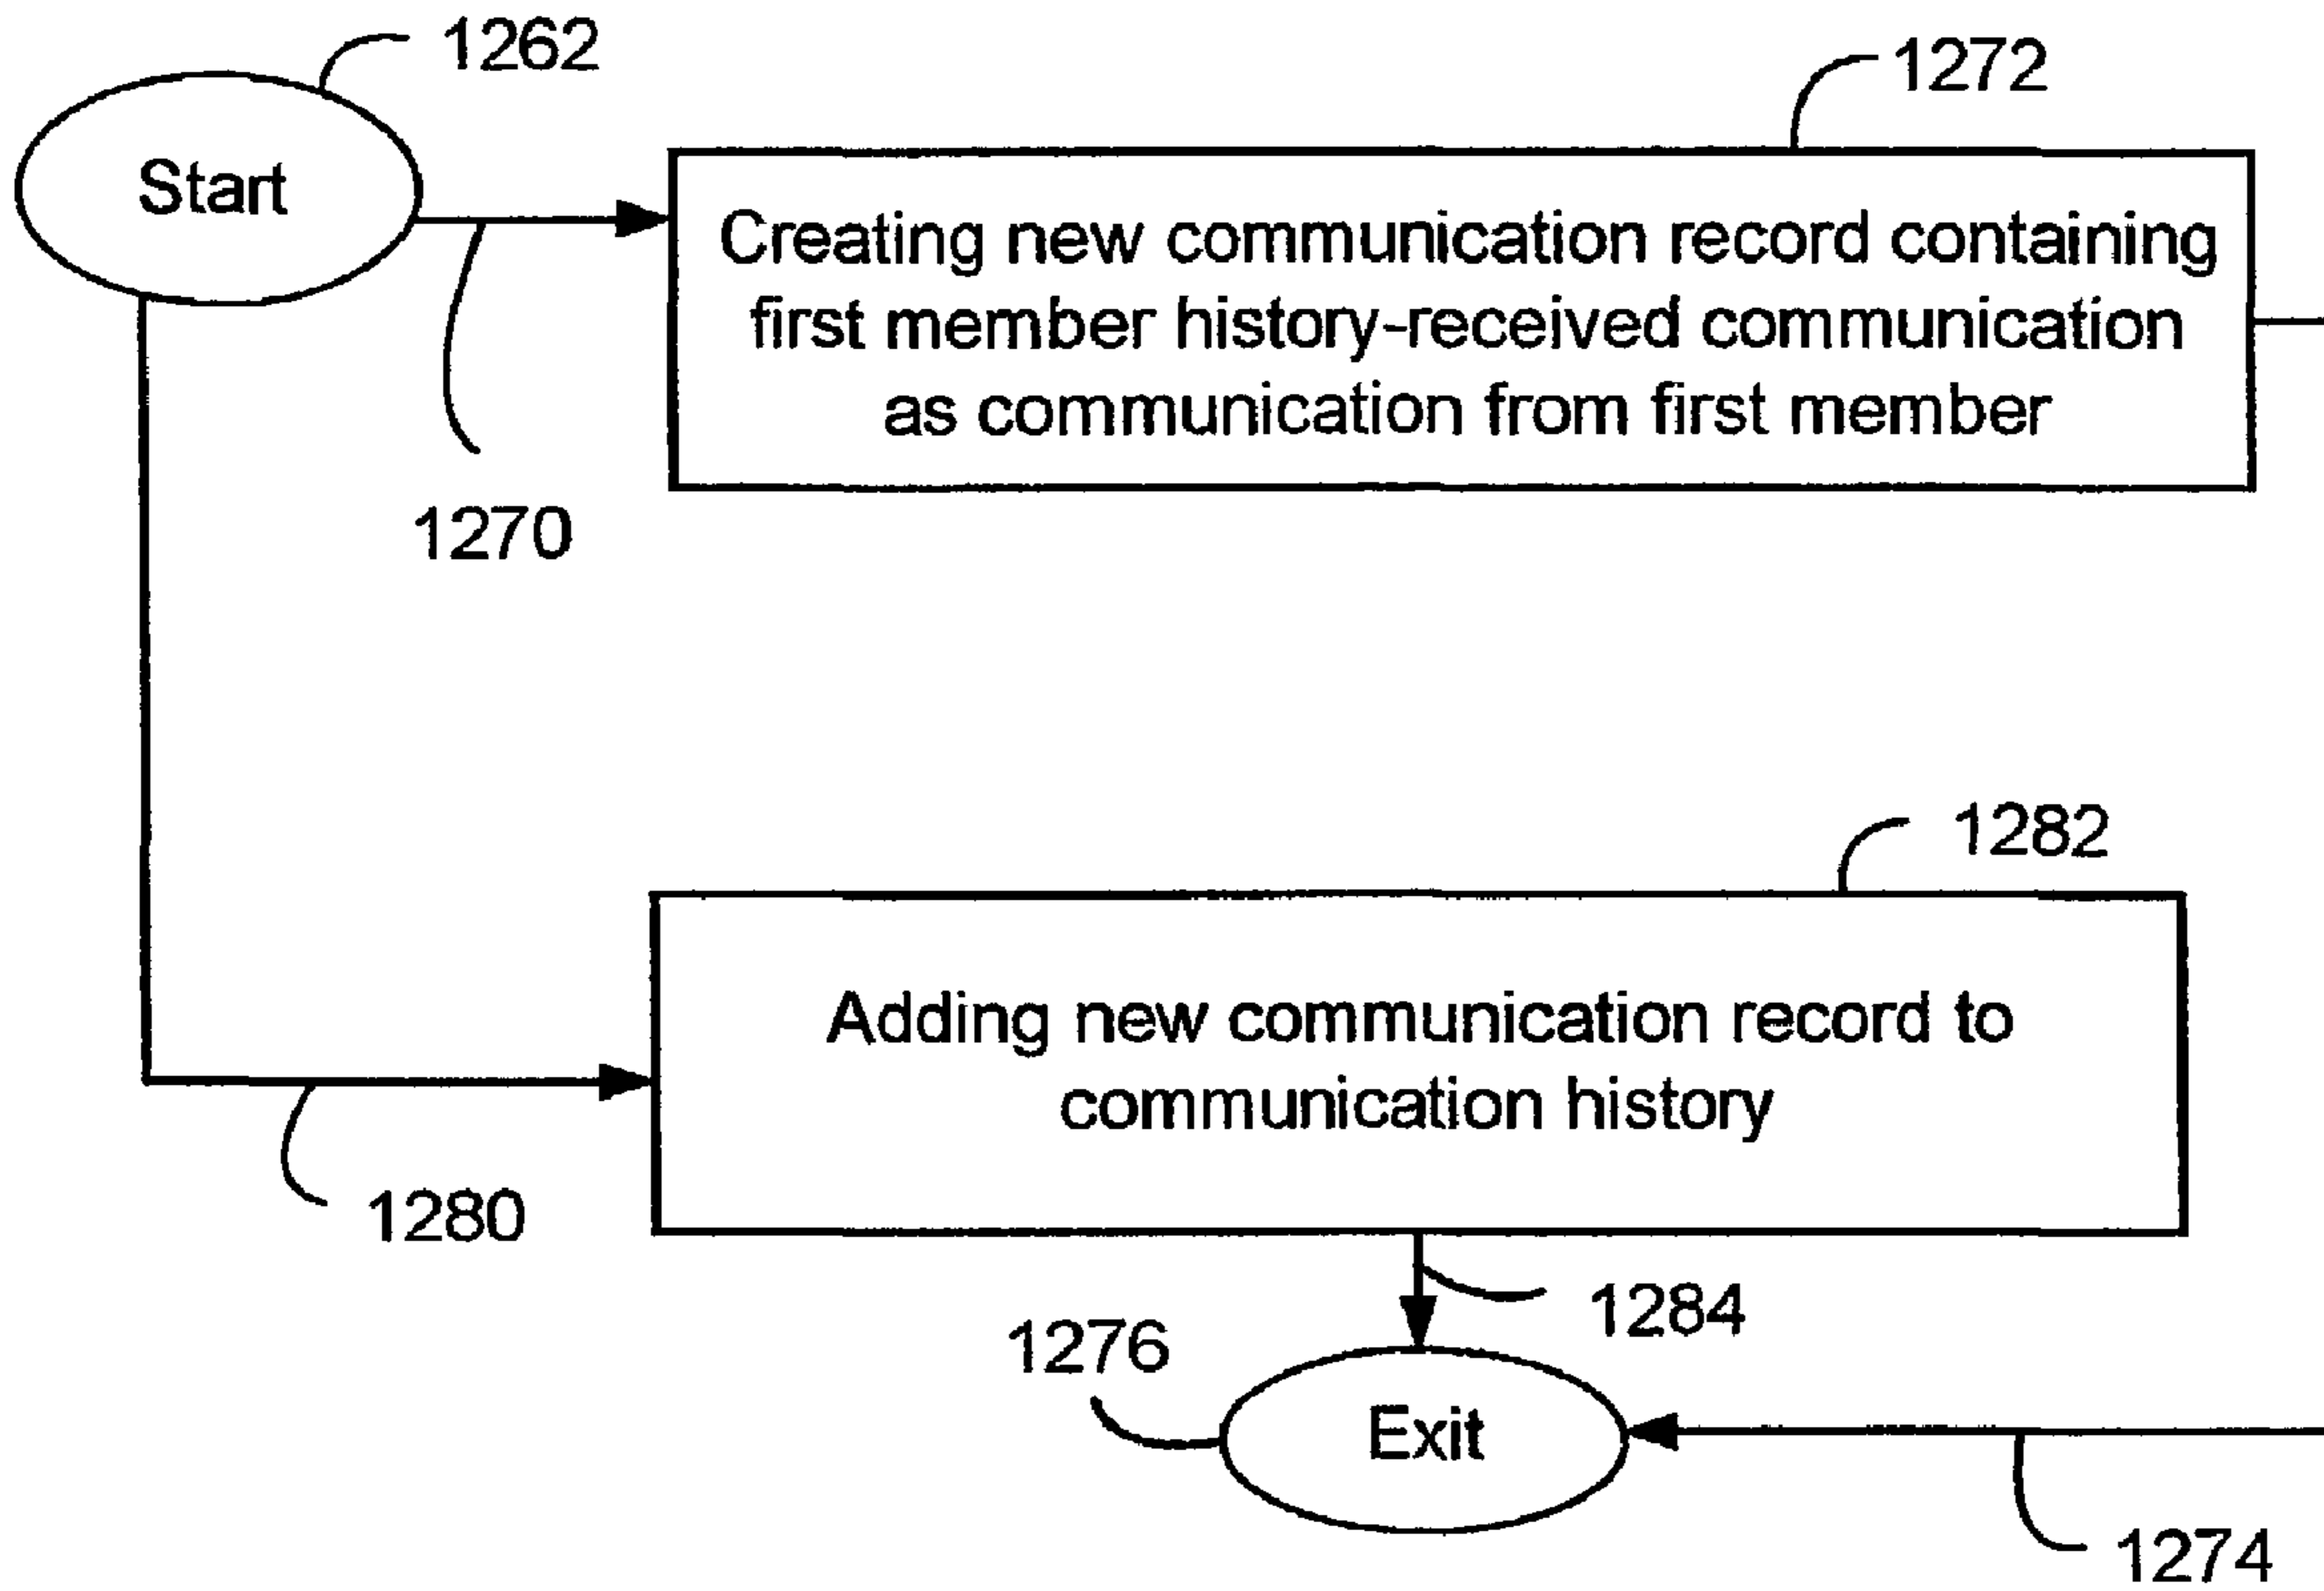 1262
1272
Start
Creating new communication record containing
first member history-received communication
as communication from first member
1270
1282
Adding new communication record to
communication history
1280
1284
1276
Exit
1274